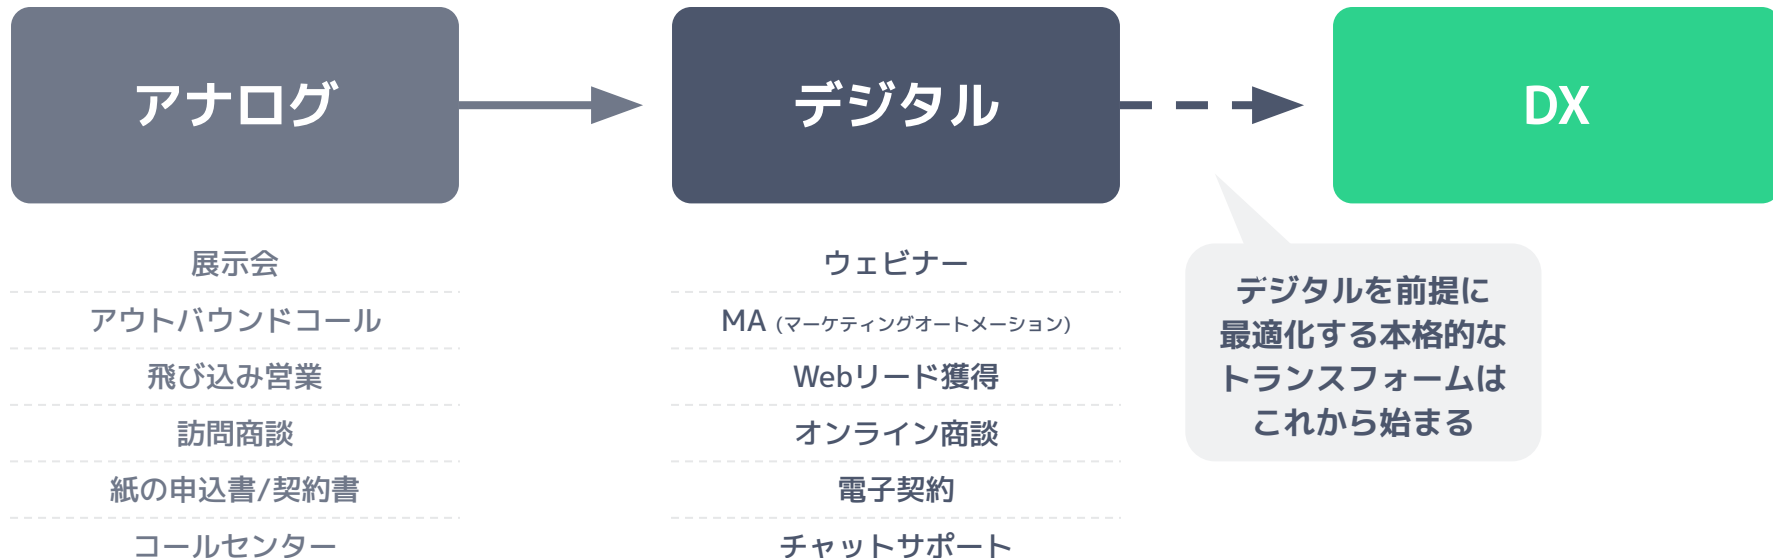 アナログ
デジタル
DX
展示会
アウトバウンドコール
飛び込み営業
訪問商談
紙の申込書/契約書
コールセンター
ウェビナー
MA (マーケティングオートメーション)
Webリード獲得
オンライン商談
電子契約
チャットサポート
デジタルを前提に
最適化する本格的な
トランスフォームは
これから始まる